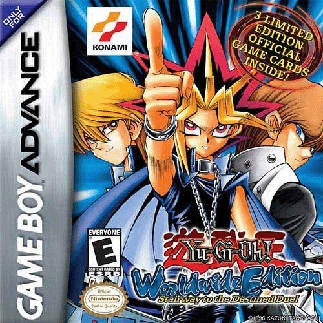 ONLY
FOR
GAME BOY ADVANCE
KONAMI
3 LIMITED
EDITION
OFFICIAL
GAME CARDS
INSIDE!
EVERYONE
E
ESRB
Official
Nintendo
Seal
Yu-Gi-Oh!
Worldwide Edition
Stairway to the Destined Duel